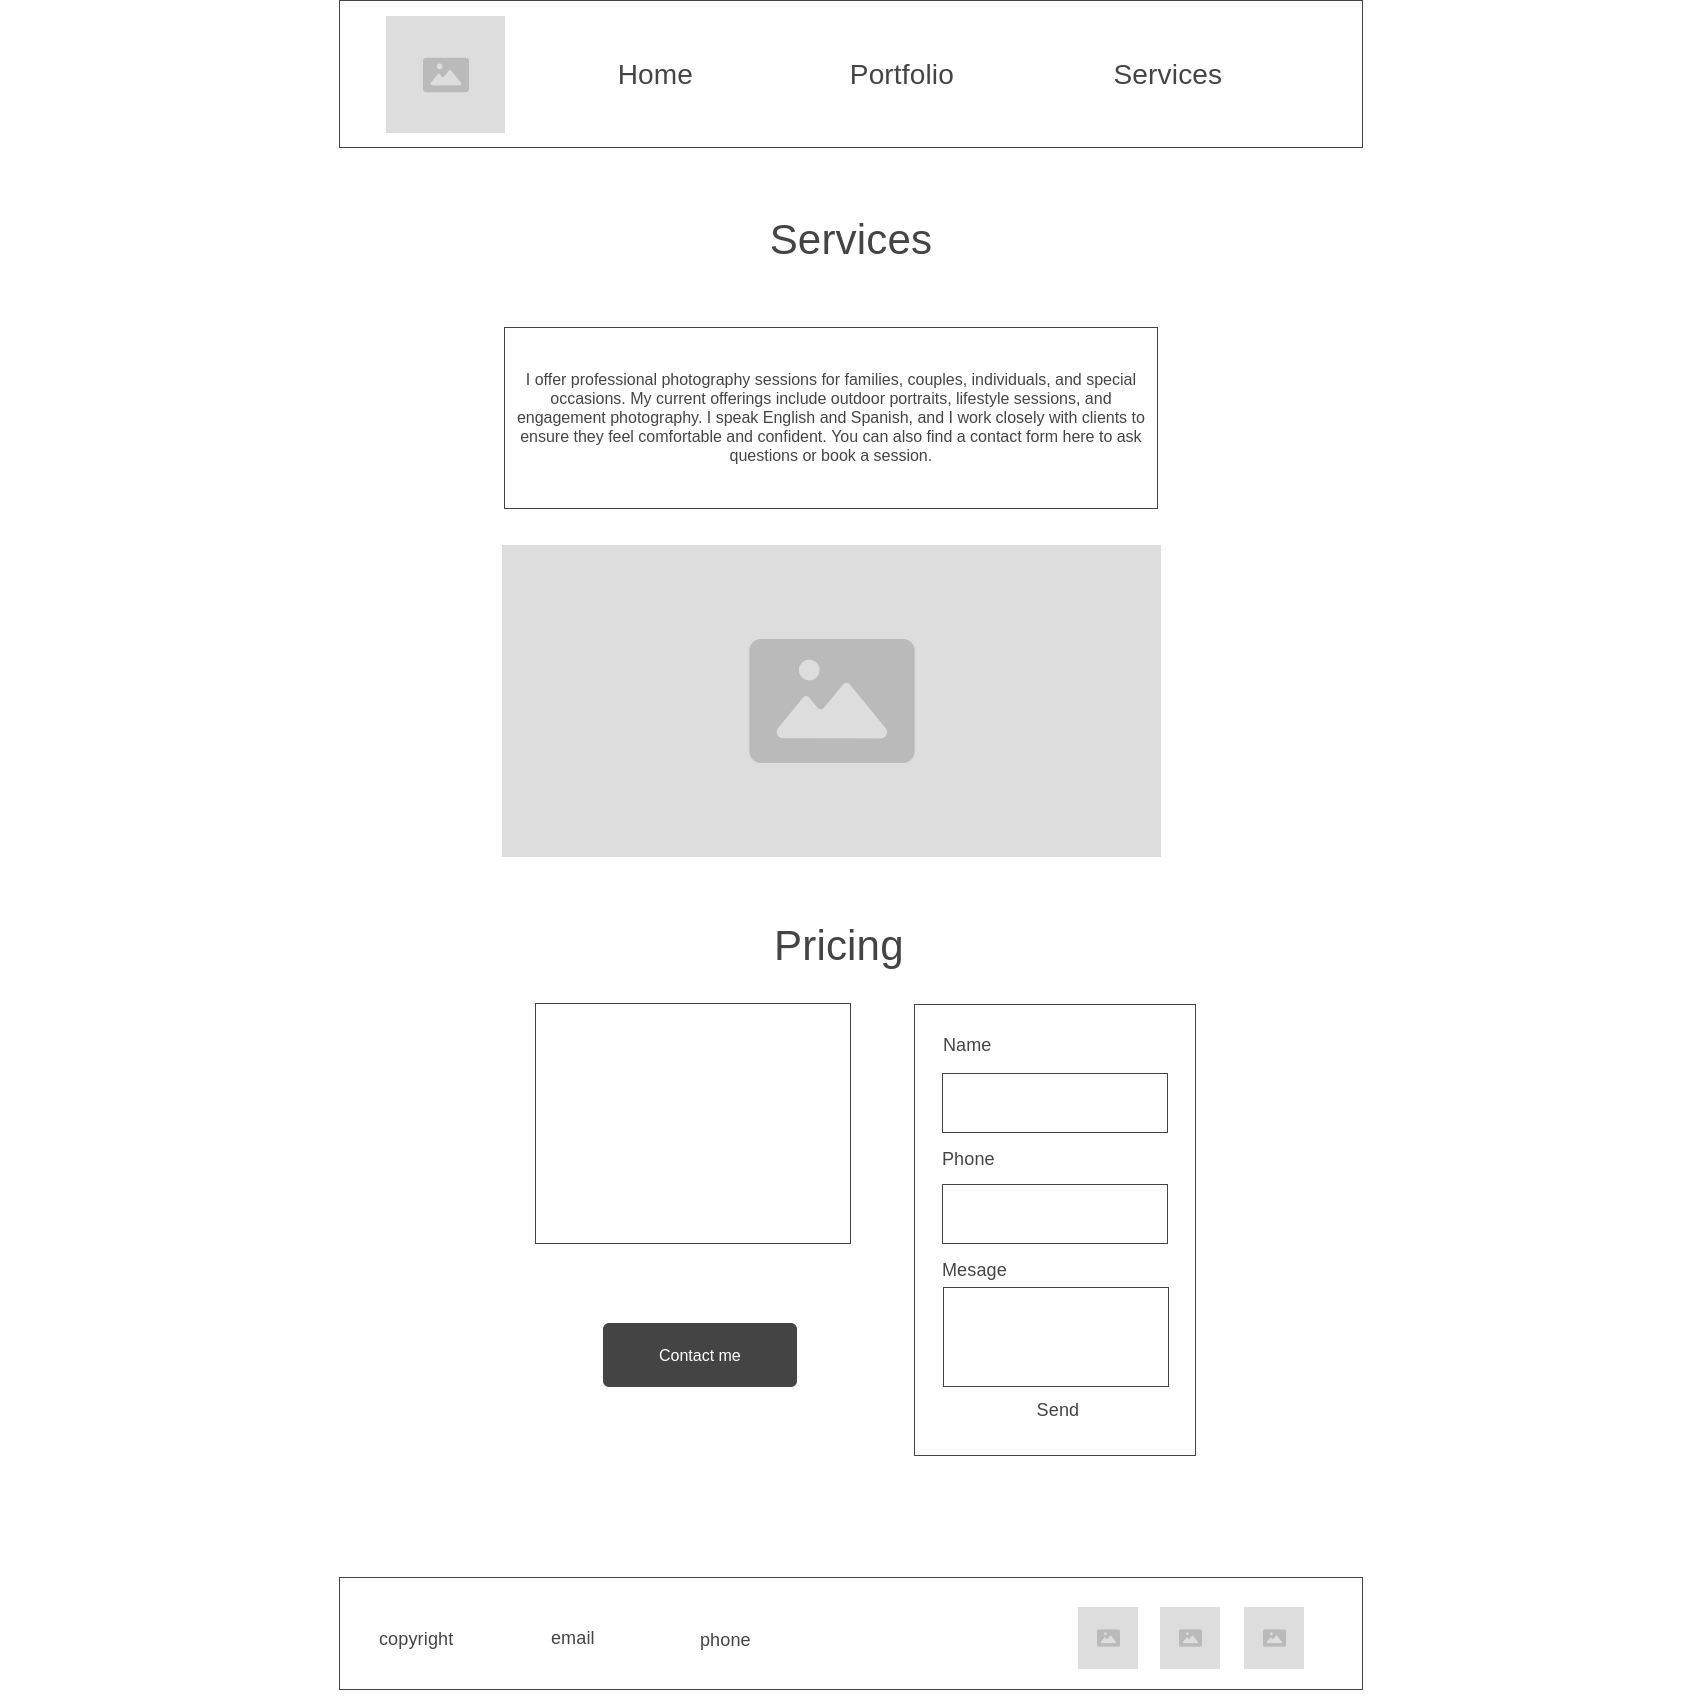 Home Portfolio Services
Services
I offer professional photography sessions for families, couples, individuals, and special
occasions. My current offerings include outdoor portraits, lifestyle sessions, and
engagement photography. I speak English and Spanish, and I work closely with clients to
ensure they feel comfortable and confident. You can also find a contact form here to ask
questions or book a session.
Pricing
Name
Phone
Mesage
Contact me
Send
copyright email phone